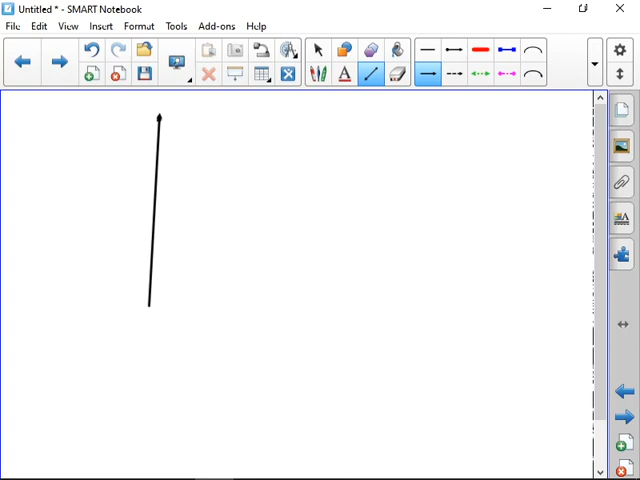 Untitled * - SMART Notebook
File Edit View Insert Format Tools Add-ons Help